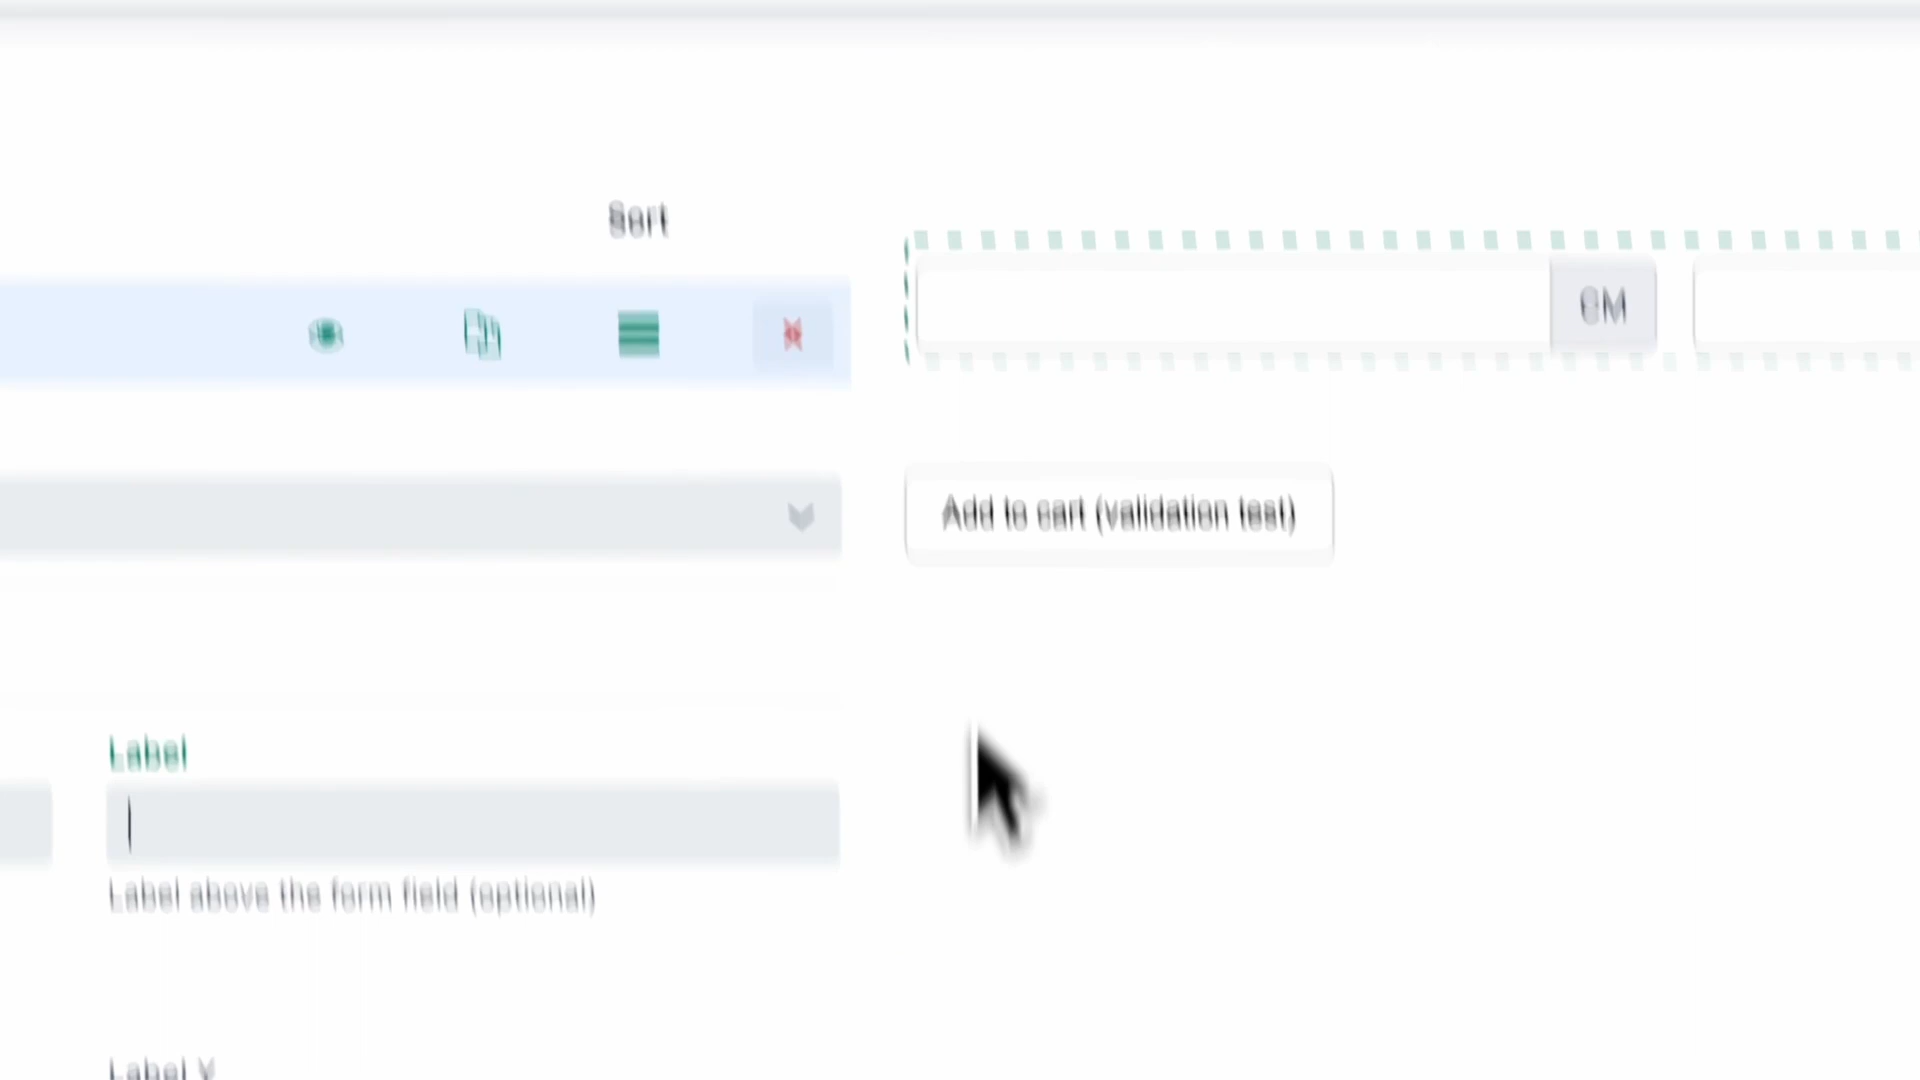 Sort
CM
Add to cart (validation test)
Label
Label above the form field (optional)
Label Y